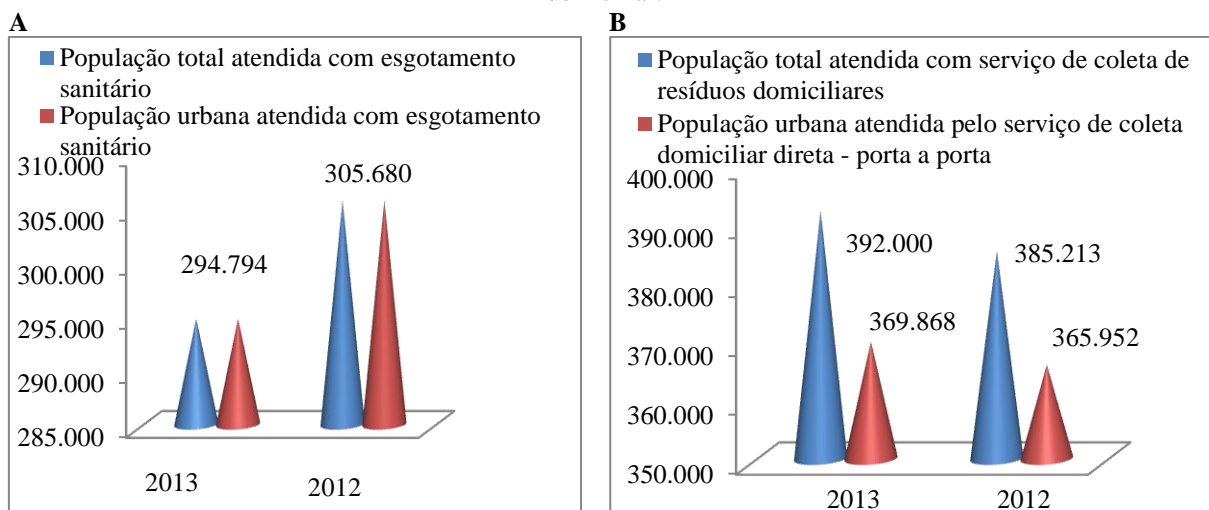 A
População total atendida com esgotamento
sanitário
População urbana atendida com esgotamento
sanitário
310.000
305.000
300.000
295.000
290.000
285.000
294.794
305.680
2013
2012
B
População total atendida com serviço de coleta de
resíduos domiciliares
População urbana atendida pelo serviço de coleta
domiciliar direta - porta a porta
400.000
390.000
380.000
370.000
360.000
350.000
392.000
369.868
385.213
365.952
2013
2012